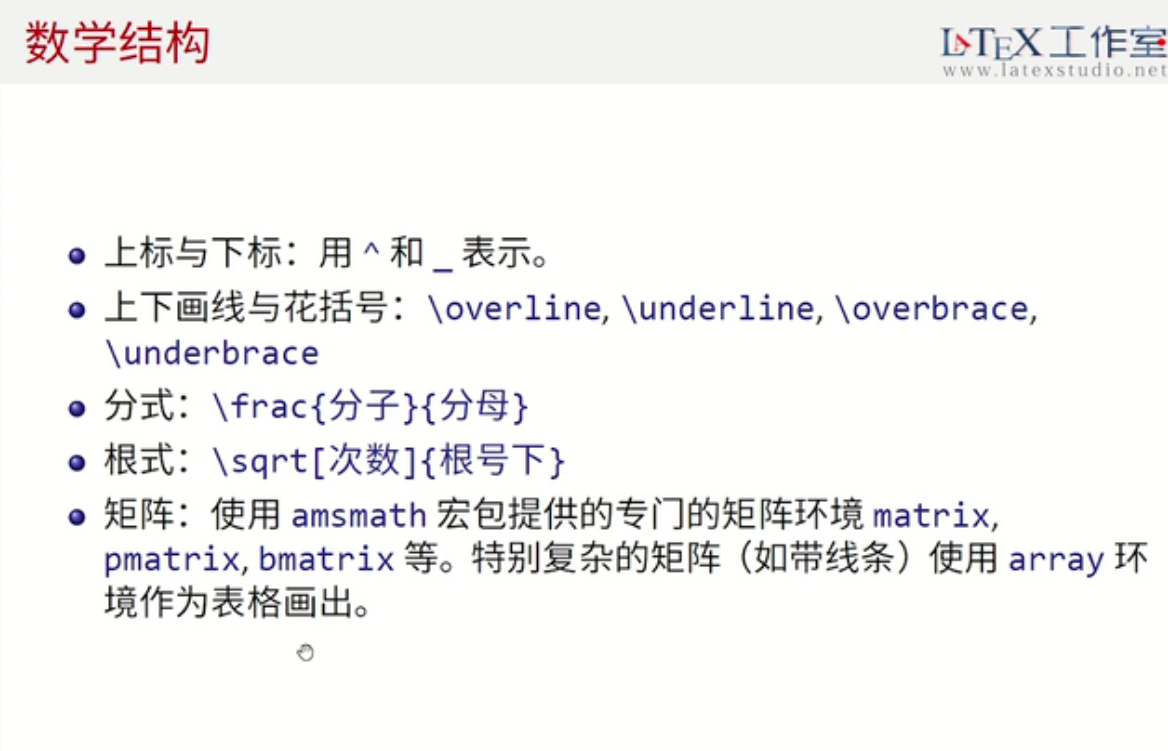 数学结构
LATEX工作室
www.latexstudio.net
上标与下标：用 ^ 和 _ 表示。
上下画线与花括号：\overline, \underline, \overbrace,
\underbrace
分式：\frac{分子}{分母}
根式：\sqrt[次数]{根号下}
矩阵：使用 amsmath 宏包提供的专门的矩阵环境 matrix,
pmatrix, bmatrix 等。特别复杂的矩阵（如带线条）使用 array 环
境作为表格画出。